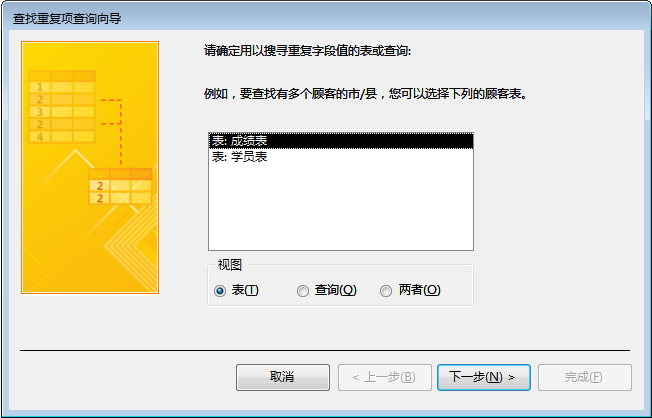 查找重复项查询向导
请确定用以搜寻重复字段值的表或查询:
例如，要查找有多个顾客的市/县，您可以选择下列的顾客表。
1
2
3
2
4
2
2
表: 成绩表
表: 学员表
视图
表(T) 查询(Q) 两者(O)
取消 < 上一步(B) 下一步(N) > 完成(F)